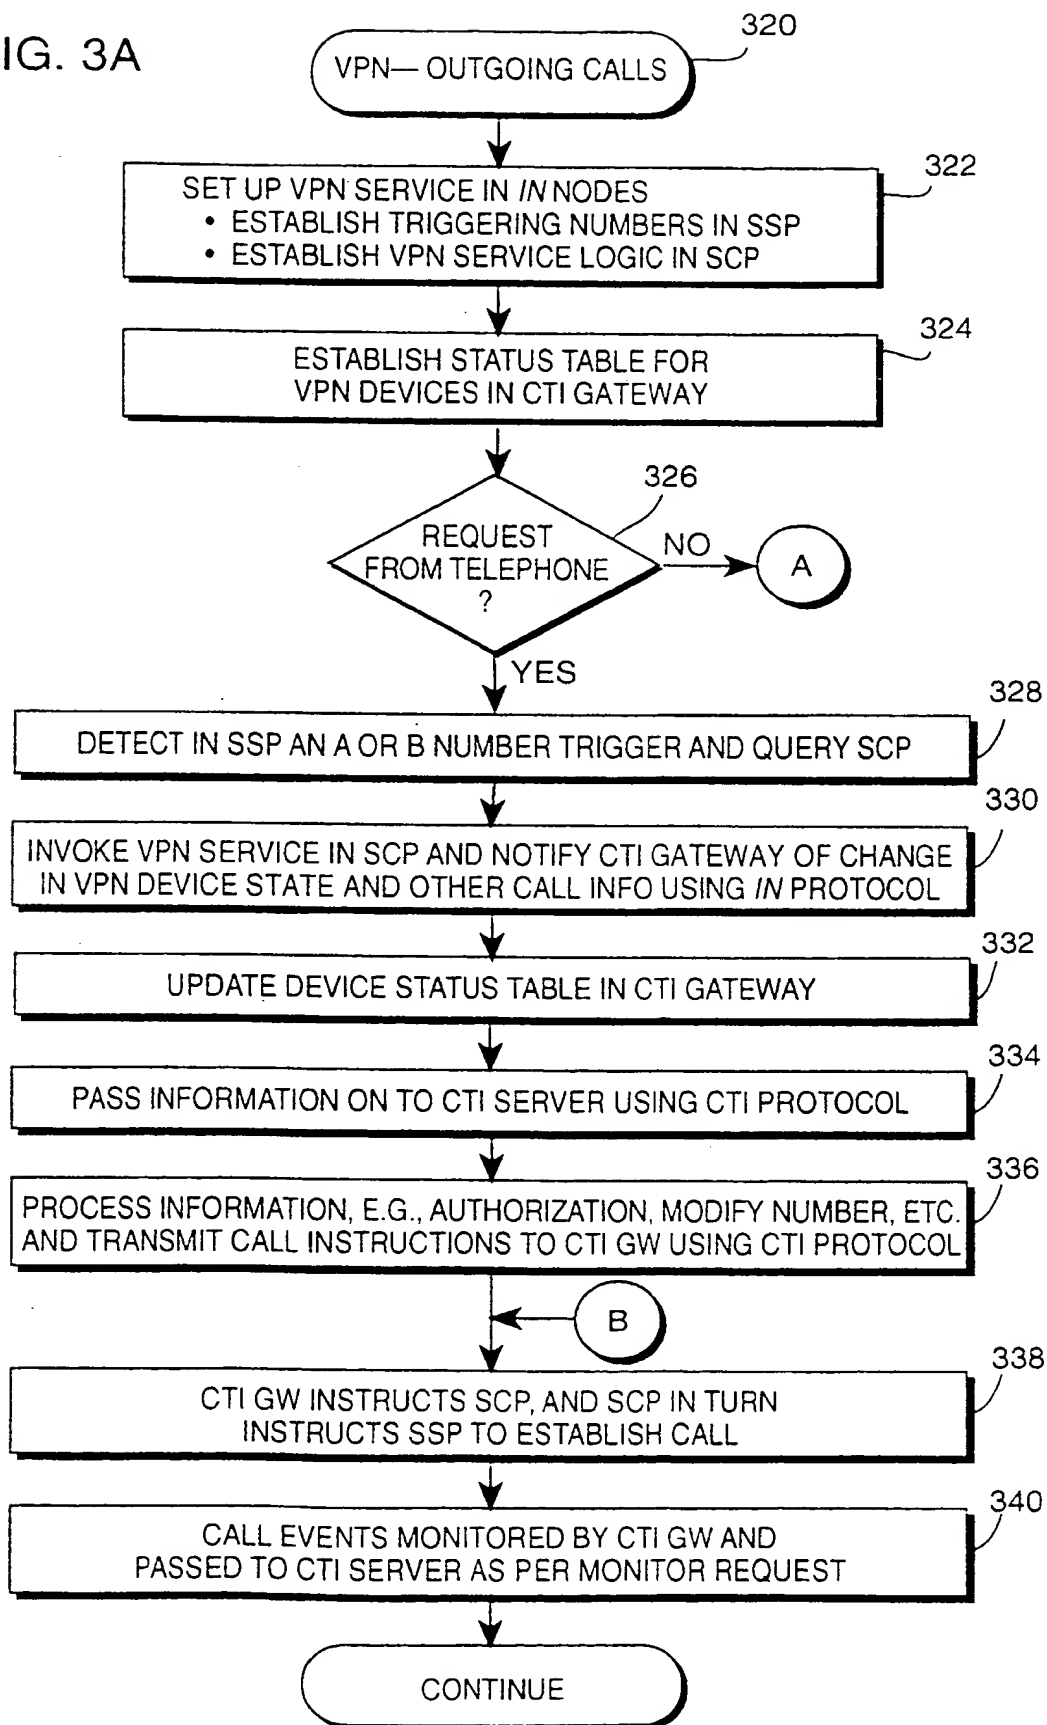 IG. 3A
320
VPN— OUTGOING CALLS
322
SET UP VPN SERVICE IN IN NODES
• ESTABLISH TRIGGERING NUMBERS IN SSP
• ESTABLISH VPN SERVICE LOGIC IN SCP
324
ESTABLISH STATUS TABLE FOR
VPN DEVICES IN CTI GATEWAY
326
REQUEST
FROM TELEPHONE
?
NO
A
YES
328
DETECT IN SSP AN A OR B NUMBER TRIGGER AND QUERY SCP
330
INVOKE VPN SERVICE IN SCP AND NOTIFY CTI GATEWAY OF CHANGE
IN VPN DEVICE STATE AND OTHER CALL INFO USING IN PROTOCOL
332
UPDATE DEVICE STATUS TABLE IN CTI GATEWAY
334
PASS INFORMATION ON TO CTI SERVER USING CTI PROTOCOL
336
PROCESS INFORMATION, E.G., AUTHORIZATION, MODIFY NUMBER, ETC.
AND TRANSMIT CALL INSTRUCTIONS TO CTI GW USING CTI PROTOCOL
B
338
CTI GW INSTRUCTS SCP, AND SCP IN TURN
INSTRUCTS SSP TO ESTABLISH CALL
340
CALL EVENTS MONITORED BY CTI GW AND
PASSED TO CTI SERVER AS PER MONITOR REQUEST
CONTINUE